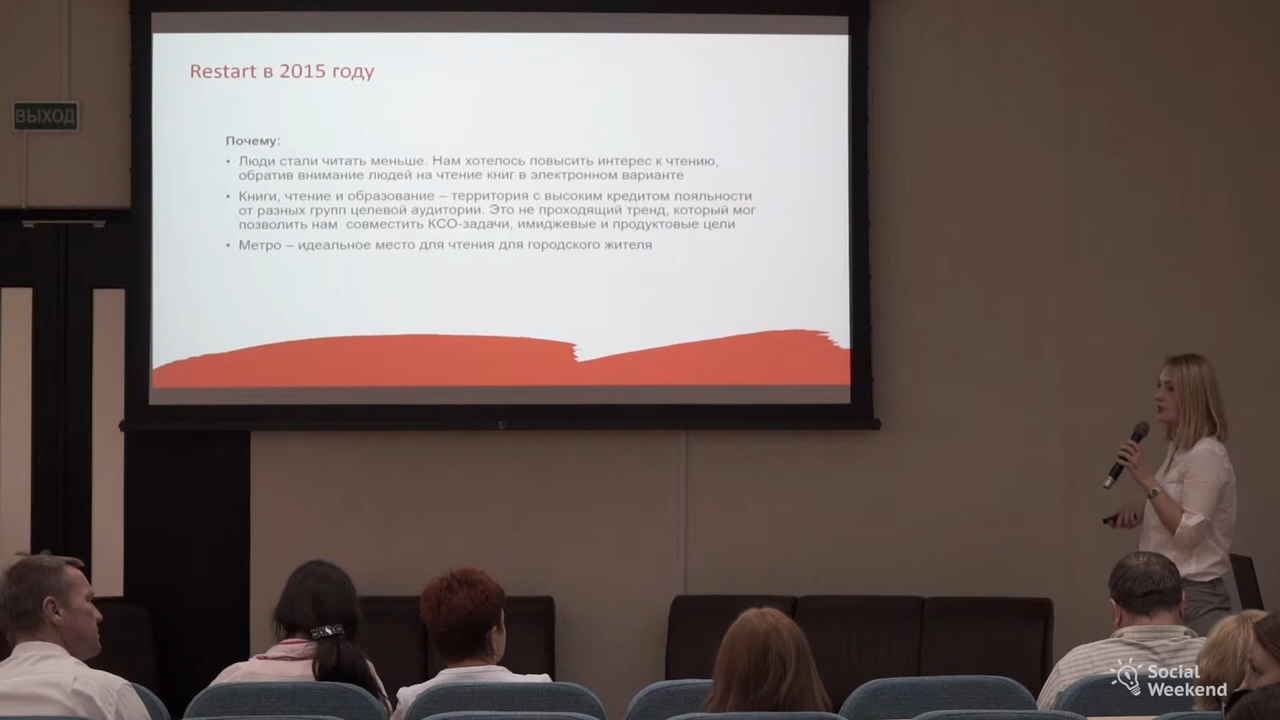 Restart в 2015 году
ВЫХОД
Почему:
• Люди стали читать меньше. Нам хотелось повысить интерес к чтению,
обратив внимание людей на чтение книг в электронном варианте
• Книги, чтение и образование – территория с высоким кредитом лояльности
от разных групп целевой аудитории. Это не проходящий тренд, который мог
позволить нам совместить КСО-задачи, имиджевые и продуктовые цели
• Метро – идеальное место для чтения для городского жителя
Social
Weekend